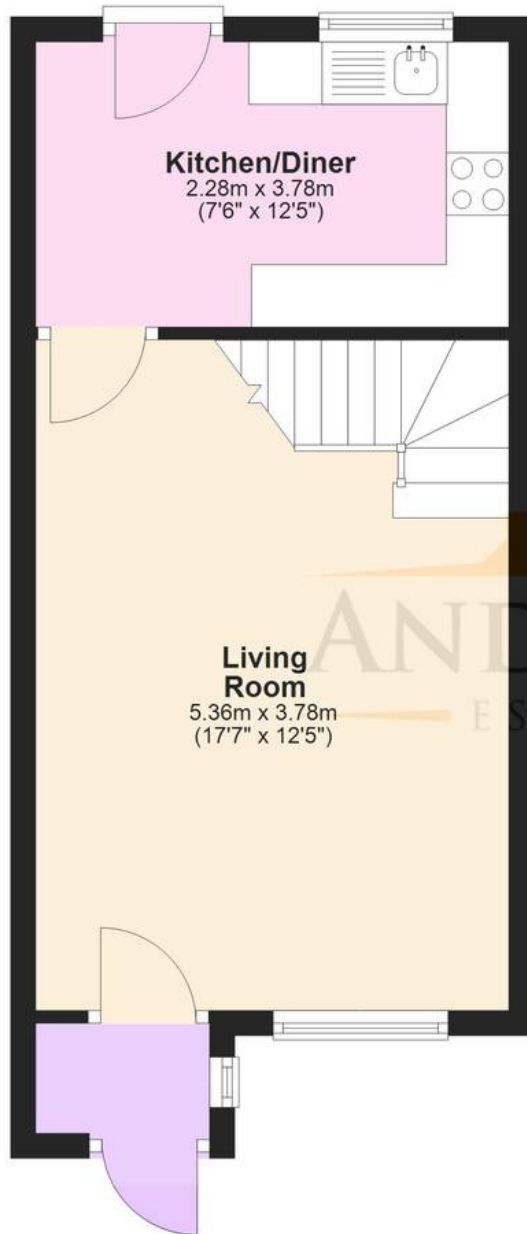 Kitchen/Diner
2.28m x 3.78m
(7'6" x 12'5")
Living
Room
5.36m x 3.78m
(17'7" x 12'5")